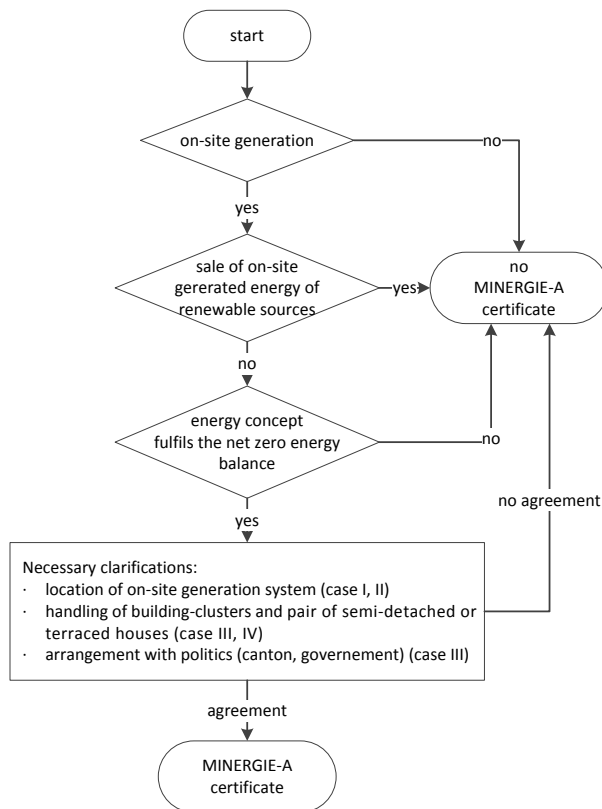 start
on-site generation
no
yes
sale of on-site
gererated energy of
renewable sources
yes
no
MINERGIE-A
certificate
no
energy concept
fulfils the net zero energy
balance
no
no agreement
yes
Necessary clarifications:
· location of on-site generation system (case I, II)
· handling of building-clusters and pair of semi-detached or
terraced houses (case III, IV)
· arrangement with politics (canton, governement) (case III)
agreement
MINERGIE-A
certificate